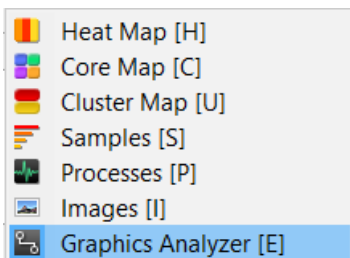 Heat Map [H]
Core Map [C]
Cluster Map [U]
Samples [S]
Processes [P]
Images [I]
Graphics Analyzer [E]